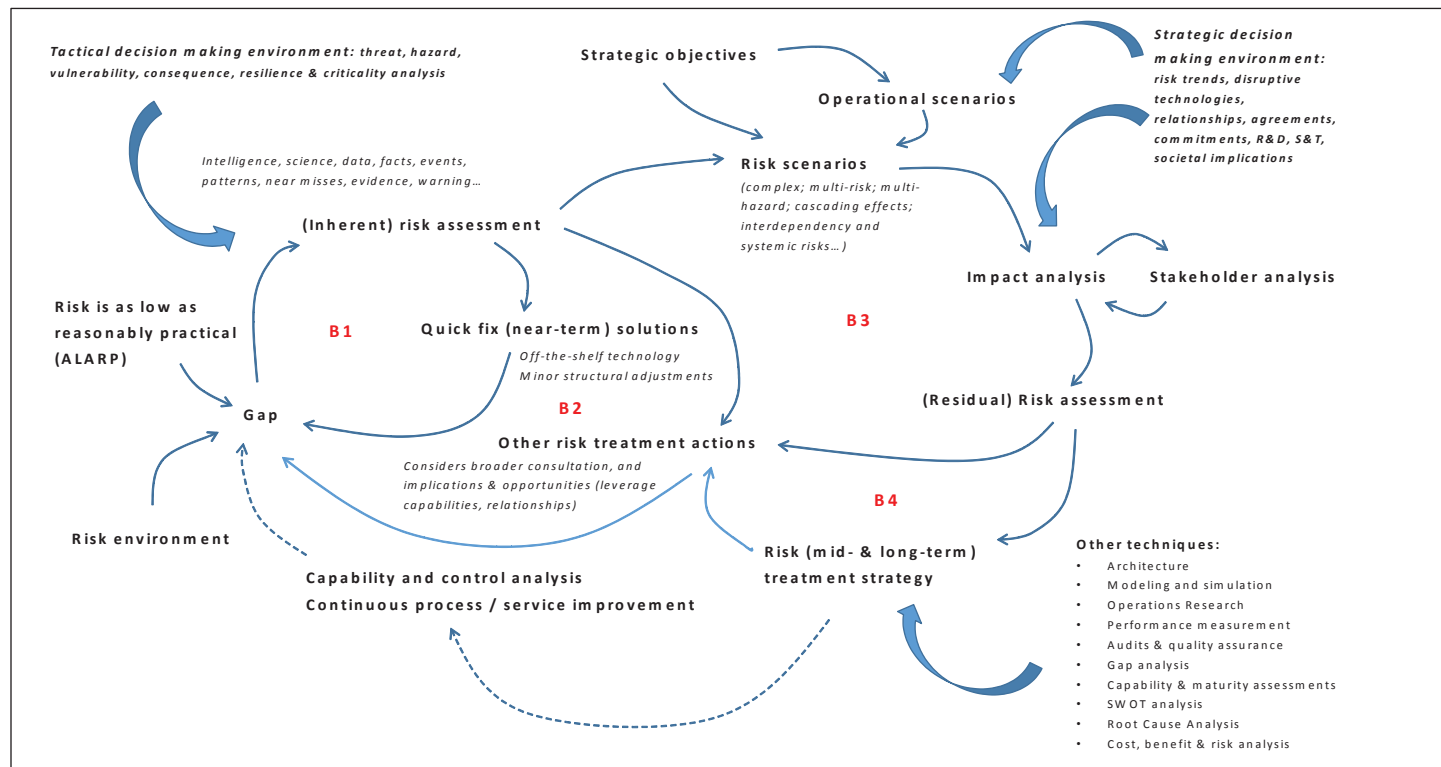 Tactical decision making environment: threat, hazard,
vulnerability, consequence, resilience & criticality analysis
Strategic objectives
Strategic decision
making environment:
risk trends, disruptive
technologies,
relationships, agreements,
commitments, R&D, S&T,
societal implications
Operational scenarios
Intelligence, science, data, facts, events,
patterns, near misses, evidence, warning…
Risk scenarios
(complex; multi-risk; multi-
hazard; cascading effects;
interdependency and
systemic risks…)
(Inherent) risk assessment
Impact analysis
Stakeholder analysis
Risk is as low as
reasonably practical
(ALARP)
B1
Quick fix (near-term) solutions
Off-the-shelf technology
Minor structural adjustments
B3
Gap
B2
(Residual) Risk assessment
Other risk treatment actions
Considers broader consultation, and
implications & opportunities (leverage
capabilities, relationships)
B4
Risk environment
Risk (mid- & long-term)
treatment strategy
Capability and control analysis
Continuous process / service improvement
Other techniques:
• Architecture
• Modeling and simulation
• Operations Research
• Performance measurement
• Audits & quality assurance
• Gap analysis
• Capability & maturity assessments
• SWOT analysis
• Root Cause Analysis
• Cost, benefit & risk analysis